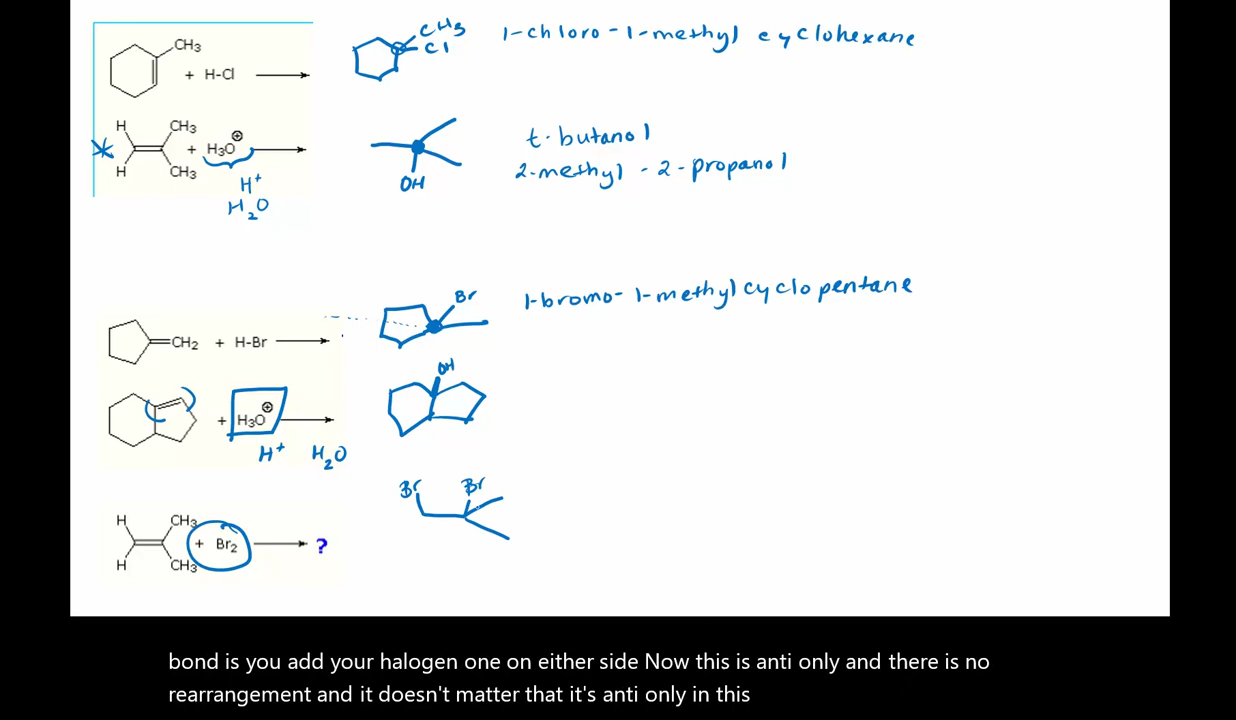 CH3
+ H-Cl
CH3
Cl
1-chloro-1-methyl cyclohexane
H
CH3
+ H3O
⊕
H
CH3
H+
H2O
OH
t-butanol
2-methyl - 2-propanol
=CH2 + H-Br
Br
1-bromo-1-methylcyclopentane
+ H3O
⊕
H+ H2O
OH
H
CH3
+ Br2
?
H
CH3
Br Br
bond is you add your halogen one on either side Now this is anti only and there is no
rearrangement and it doesn't matter that it's anti only in this